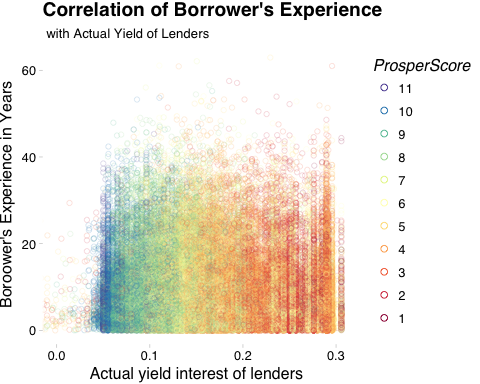 Correlation of Borrower's Experience
with Actual Yield of Lenders
Boroower's Experience in Years
60
40
20
0
0.0 0.1 0.2 0.3
Actual yield interest of lenders
ProsperScore
11
10
9
8
7
6
5
4
3
2
1